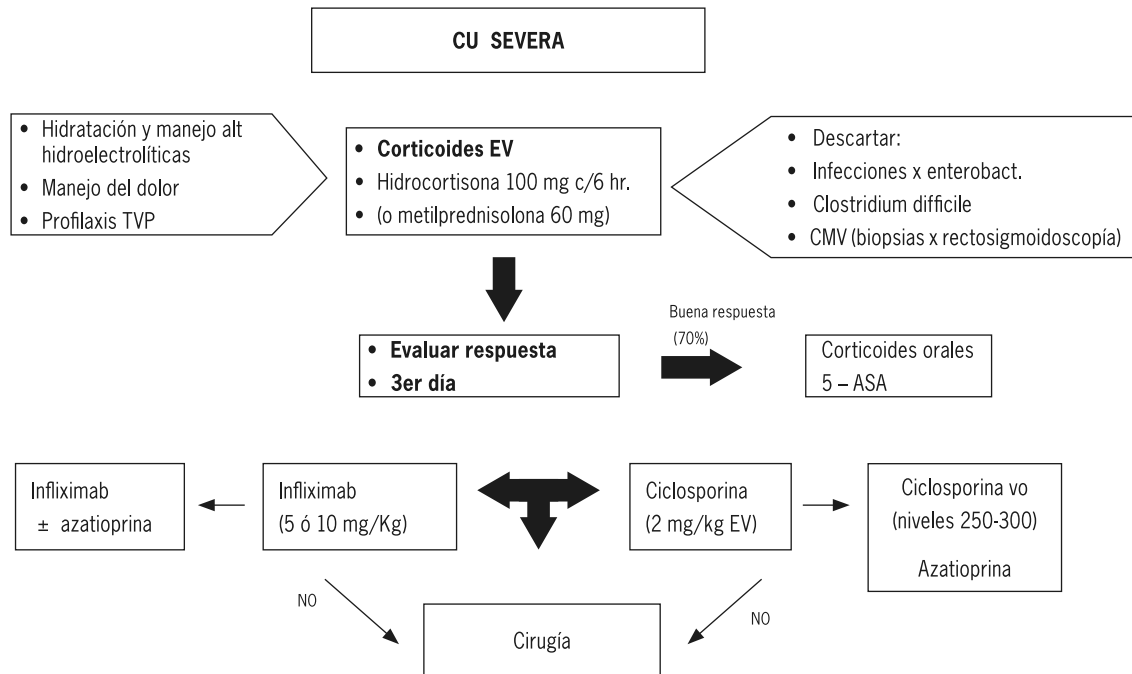 CU SEVERA
• Hidratación y manejo alt
hidroelectrolíticas
• Manejo del dolor
• Profilaxis TVP
• Corticoides EV
• Hidrocortisona 100 mg c/6 hr.
• (o metilprednisolona 60 mg)
• Descartar:
• Infecciones x enterobact.
• Clostridium difficile
• CMV (biopsias x rectosigmoidoscopía)
• Evaluar respuesta
• 3er día
Buena respuesta
(70%)
Corticoides orales
5 – ASA
Infliximab
± azatioprina
Infliximab
(5 ó 10 mg/Kg)
Ciclosporina
(2 mg/kg EV)
Ciclosporina vo
(niveles 250-300)
Azatioprina
NO
NO
Cirugía